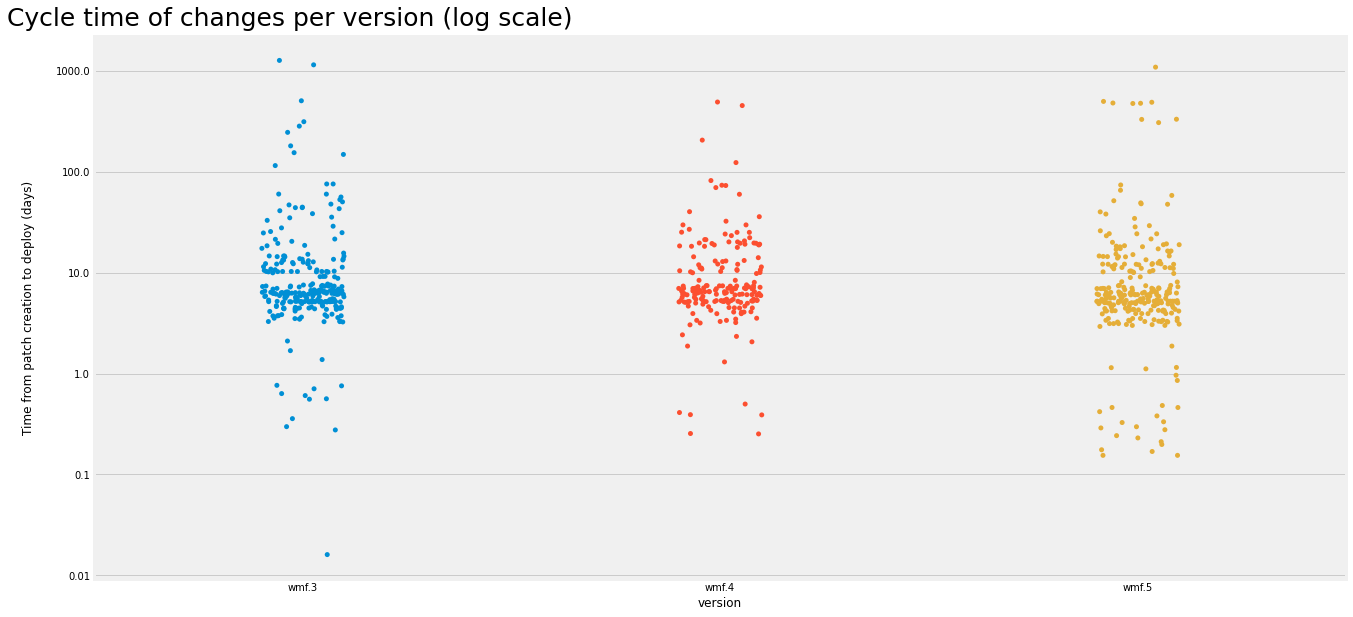 Cycle time of changes per version (log scale)
Time from patch creation to deploy (days)
1000.0
100.0
10.0
1.0
0.1
0.01
wmf.3
wmf.4
wmf.5
version